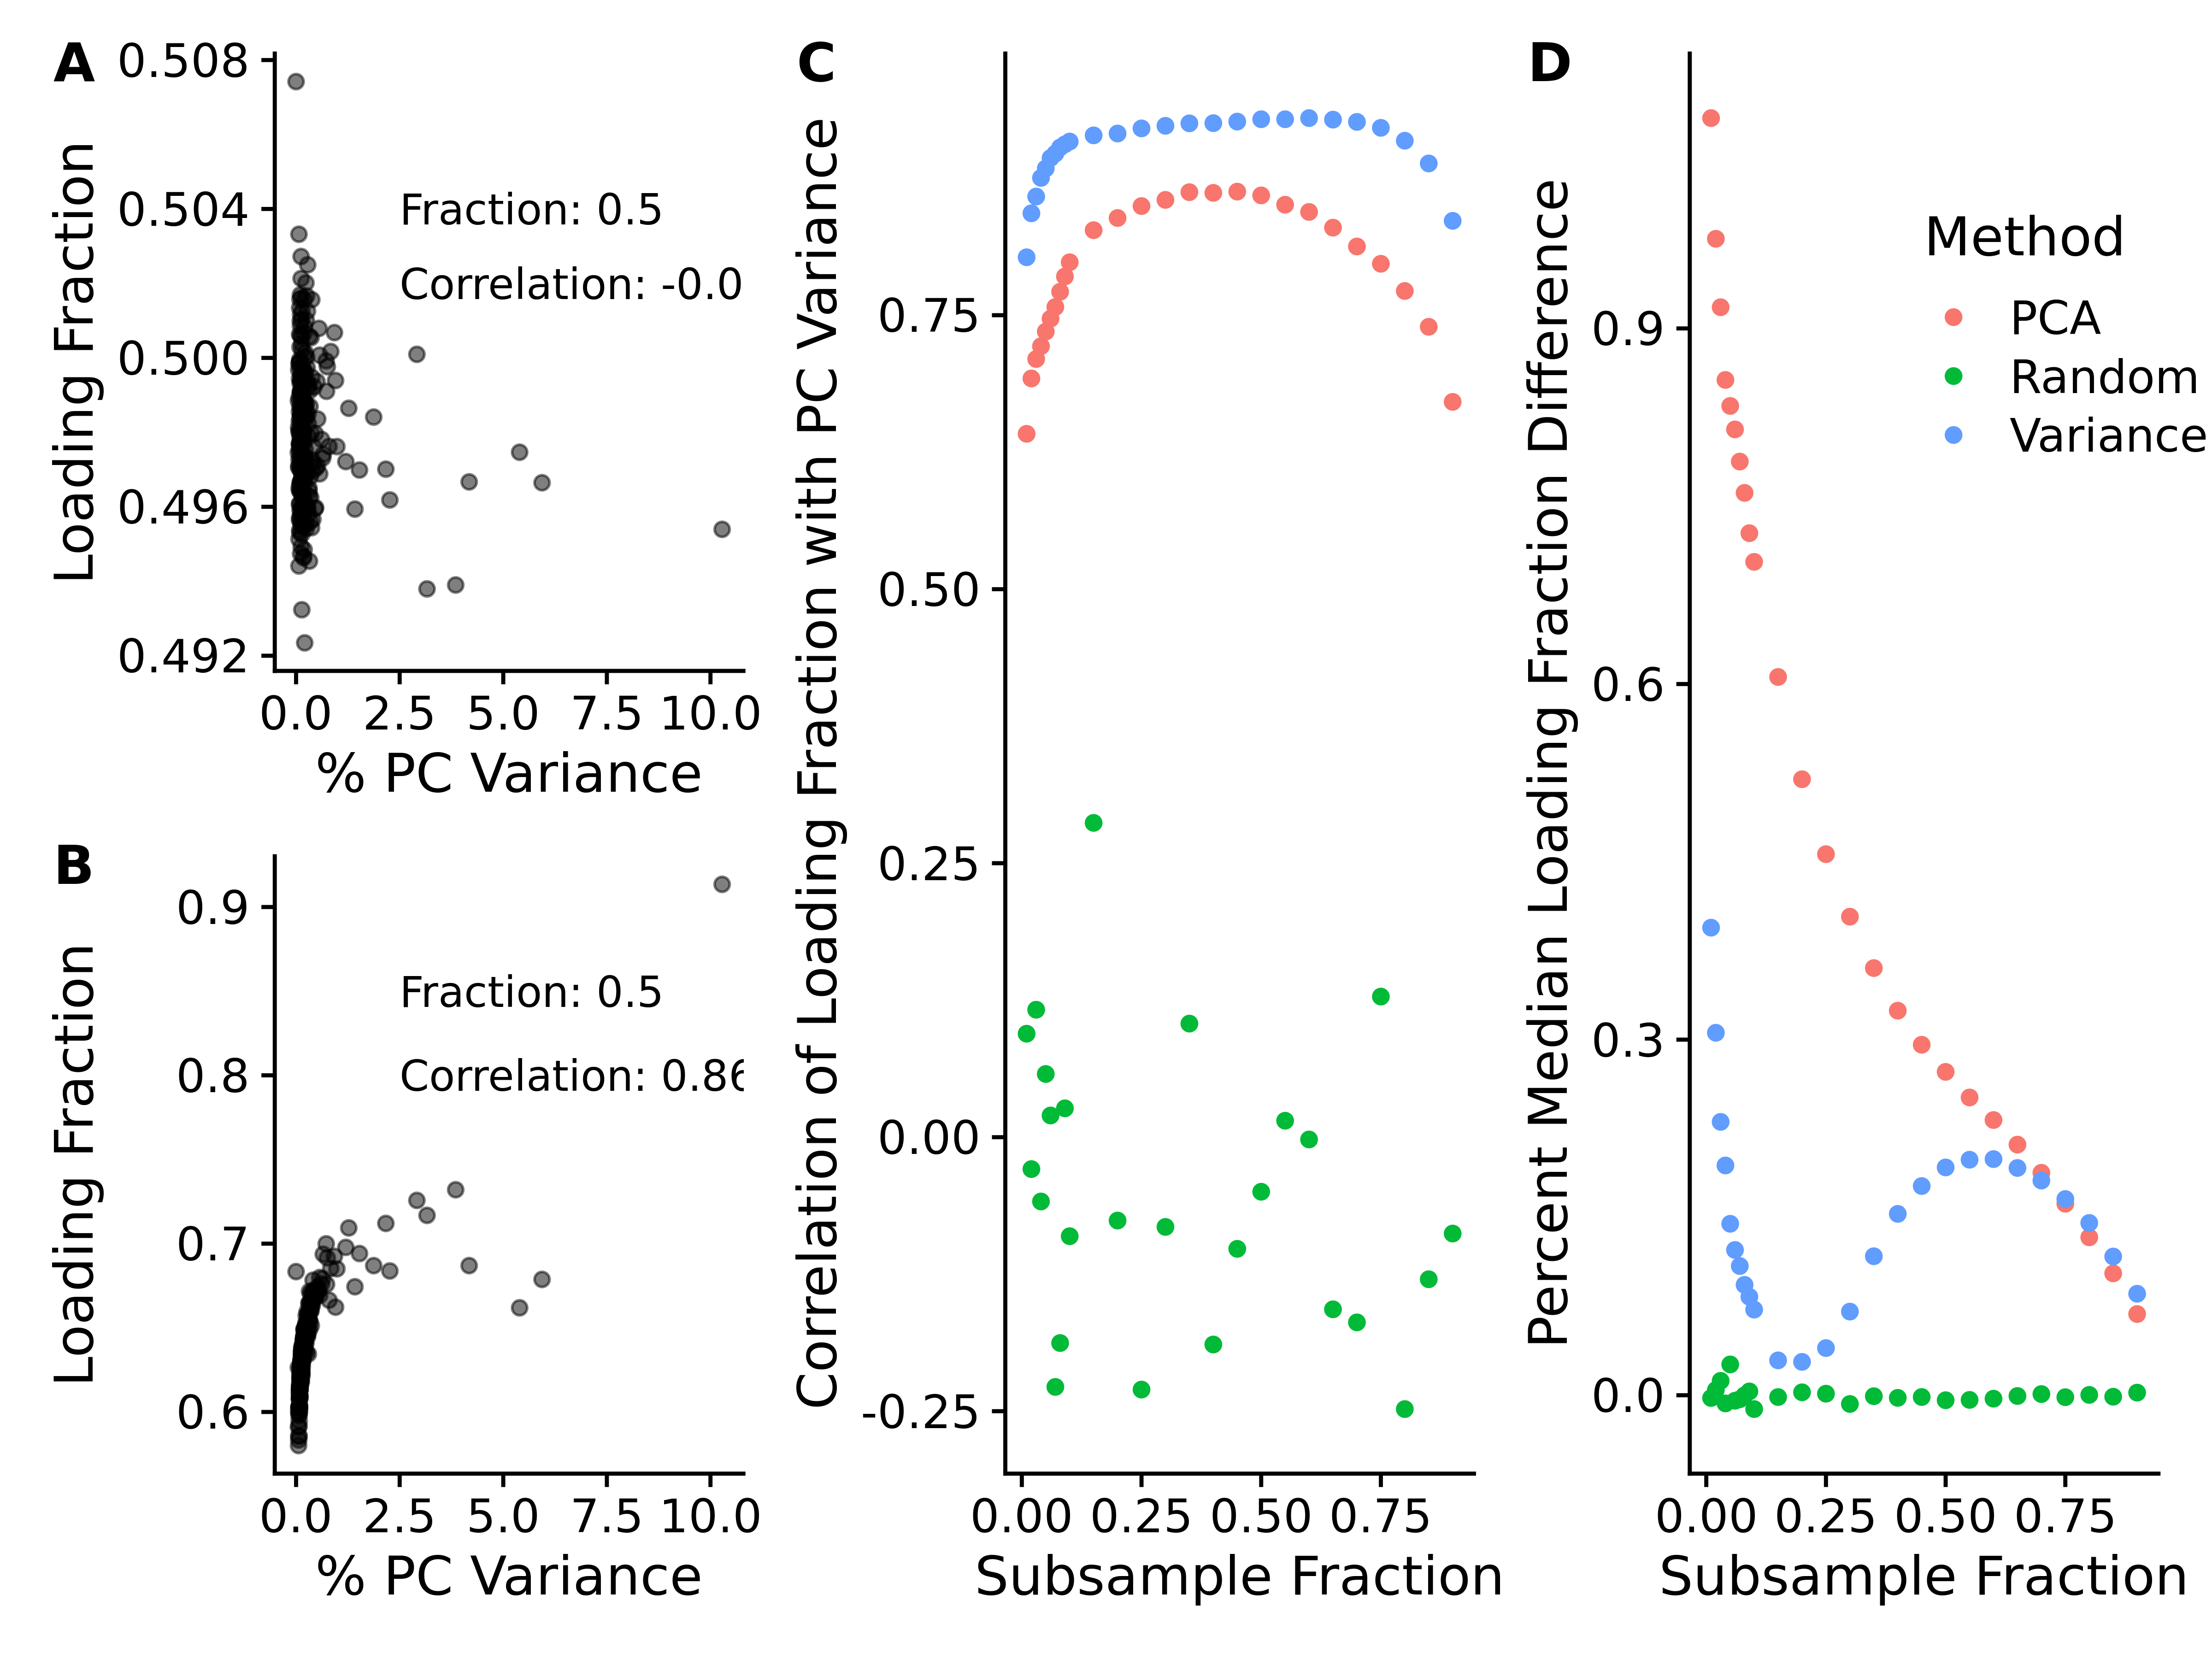 A
Loading Fraction
0.508
0.504
0.500
0.496
0.492
Fraction: 0.5
Correlation: -0.0
0.0 2.5 5.0 7.5 10.0
% PC Variance
B
Loading Fraction
0.9
0.8
0.7
0.6
Fraction: 0.5
Correlation: 0.86
0.0 2.5 5.0 7.5 10.0
% PC Variance
C
Correlation of Loading Fraction with PC Variance
0.75
0.50
0.25
0.00
-0.25
0.00 0.25 0.50 0.75
Subsample Fraction
D
Percent Median Loading Fraction Difference
0.9
0.6
0.3
0.0
Method
PCA
Random
Variance
0.00 0.25 0.50 0.75
Subsample Fraction